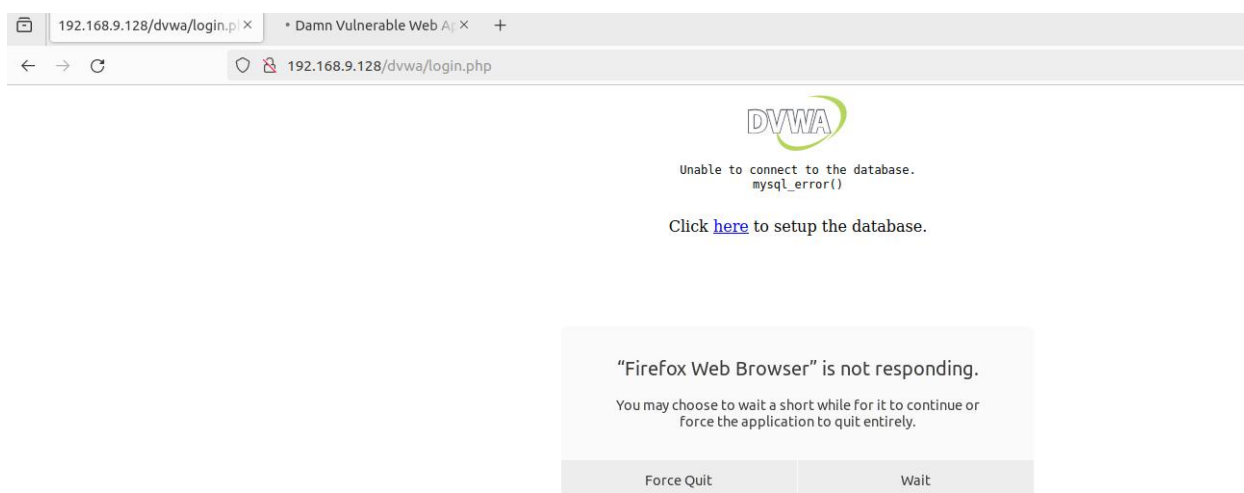 192.168.9.128/dvwa/login.p
• Damn Vulnerable Web Ap
192.168.9.128/dvwa/login.php
DVWA
Unable to connect to the database.
mysql_error()
Click here to setup the database.
“Firefox Web Browser” is not responding.
You may choose to wait a short while for it to continue or
force the application to quit entirely.
Force Quit
Wait